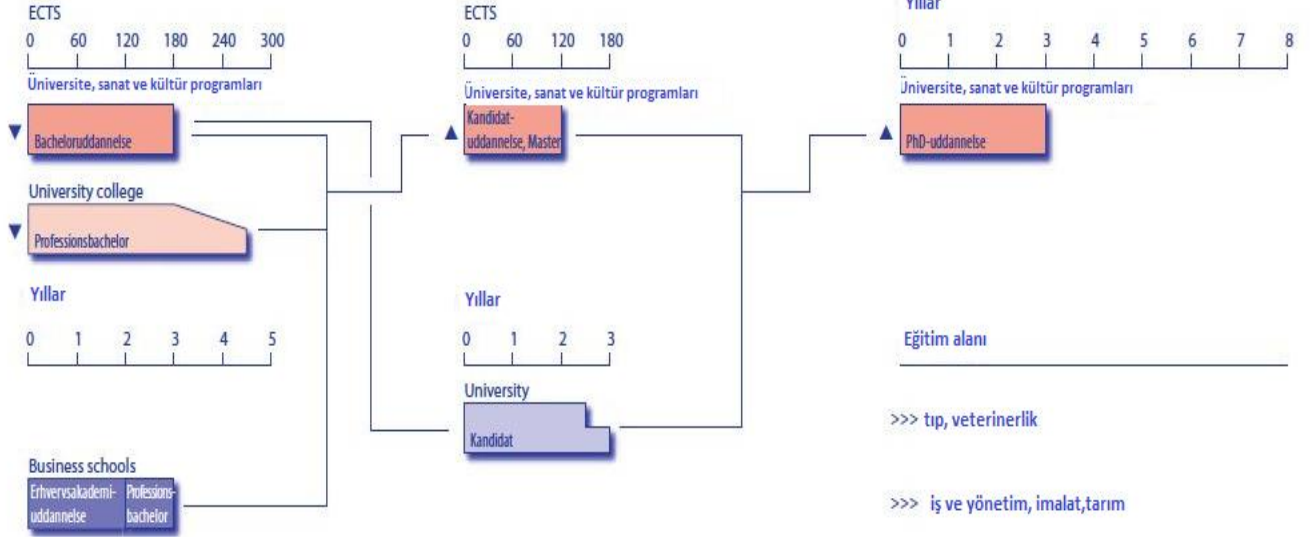 ECTS
0 60 120 180 240 300
Üniversite, sanat ve kültür programları
Bacheloruddannelse
University college
Professionsbachelor
Yıllar
0 1 2 3 4 5
Business schools
Erhvervsakademi-
uddannelse
Professions-
bachelor
ECTS
0 60 120 180
Üniversite, sanat ve kültür programları
Kandidat-
uddannelse, Master
Yıllar
0 1 2 3
University
Kandidat
Yıllar
0 1 2 3 4 5 6 7 8
Üniversite, sanat ve kültür programları
PhD-uddannelse
Eğitim alanı
>>> tıp, veterinerlik
>>> iş ve yönetim, imalat,tarım